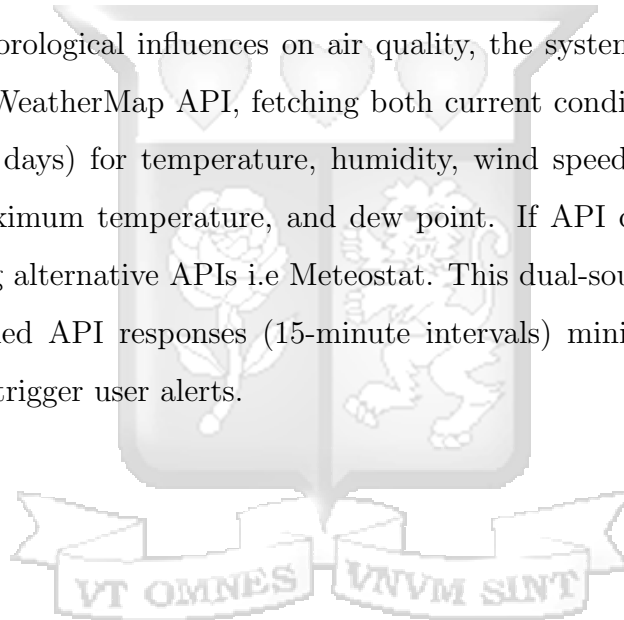 orological influences on air quality, the system
WeatherMap API, fetching both current condi
days) for temperature, humidity, wind speed
ximum temperature, and dew point. If API
g alternative APIs i.e Meteostat. This dual-sou
ed API responses (15-minute intervals) mini
trigger user alerts.
VT OMNES VNVM SINT